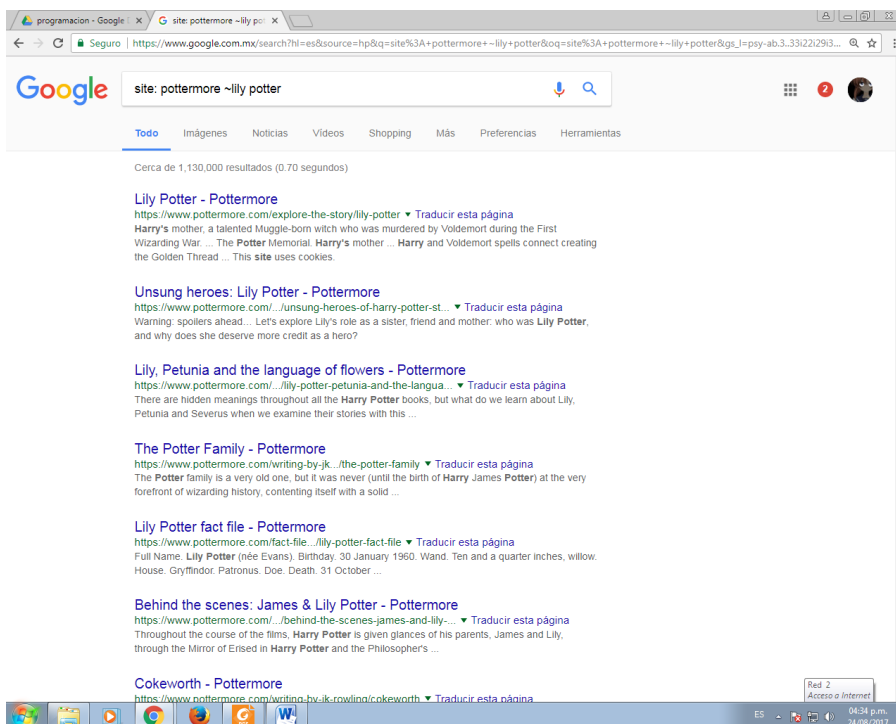 programacion - Google
site: pottermore ~lily pot
Seguro | https://www.google.com.mx/search?hl=es&source=hp&q=site%3A+pottermore+~lily+potter&oq=site%3A+pottermore+~lily+potter&gs_l=psy-ab.3..33i22i29i3...
Google
site: pottermore ~lily potter
2
Todo Imágenes Noticias Vídeos Shopping Más Preferencias Herramientas
Cerca de 1,130,000 resultados (0.70 segundos)
Lily Potter - Pottermore
https://www.pottermore.com/explore-the-story/lily-potter ▼ Traducir esta página
Harry's mother, a talented Muggle-born witch who was murdered by Voldemort during the First
Wizarding War. ... The Potter Memorial. Harry's mother ... Harry and Voldemort spells connect creating
the Golden Thread ... This site uses cookies.
Unsung heroes: Lily Potter - Pottermore
https://www.pottermore.com/.../unsung-heroes-of-harry-potter-st... ▼ Traducir esta página
Warning: spoilers ahead... Let's explore Lily's role as a sister, friend and mother: who was Lily Potter,
and why does she deserve more credit as a hero?
Lily, Petunia and the language of flowers - Pottermore
https://www.pottermore.com/.../lily-potter-petunia-and-the-langua... ▼ Traducir esta página
There are hidden meanings throughout all the Harry Potter books, but what do we learn about Lily,
Petunia and Severus when we examine their stories with this ...
The Potter Family - Pottermore
https://www.pottermore.com/writing-by-jk.../the-potter-family ▼ Traducir esta página
The Potter family is a very old one, but it was never (until the birth of Harry James Potter) at the very
forefront of wizarding history, contenting itself with a solid ...
Lily Potter fact file - Pottermore
https://www.pottermore.com/fact-file.../lily-potter-fact-file ▼ Traducir esta página
Full Name. Lily Potter (née Evans). Birthday. 30 January 1960. Wand. Ten and a quarter inches, willow.
House. Gryffindor. Patronus. Doe. Death. 31 October ...
Behind the scenes: James & Lily Potter - Pottermore
https://www.pottermore.com/.../behind-the-scenes-james-and-lily-... ▼ Traducir esta página
Throughout the course of the films, Harry Potter is given glances of his parents, James and Lily,
through the Mirror of Erised in Harry Potter and the Philosopher's ...
Cokeworth - Pottermore
https://www.pottermore.com/writing-by-jk-rowling/cokeworth ▼ Traducir esta página
Red 2
Acceso a Internet
ES
04:34 p.m.
24/08/2017